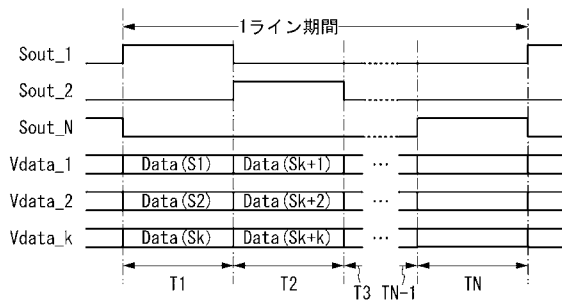 1ライン期間
Sout_1
Sout_2
Sout_N
Vdata_1 Data(S1) Data(Sk+1) ...
Vdata_2 Data(S2) Data(Sk+2) ...
Vdata_k Data(Sk) Data(Sk+k) ...
T1 T2 T3 TN-1 TN